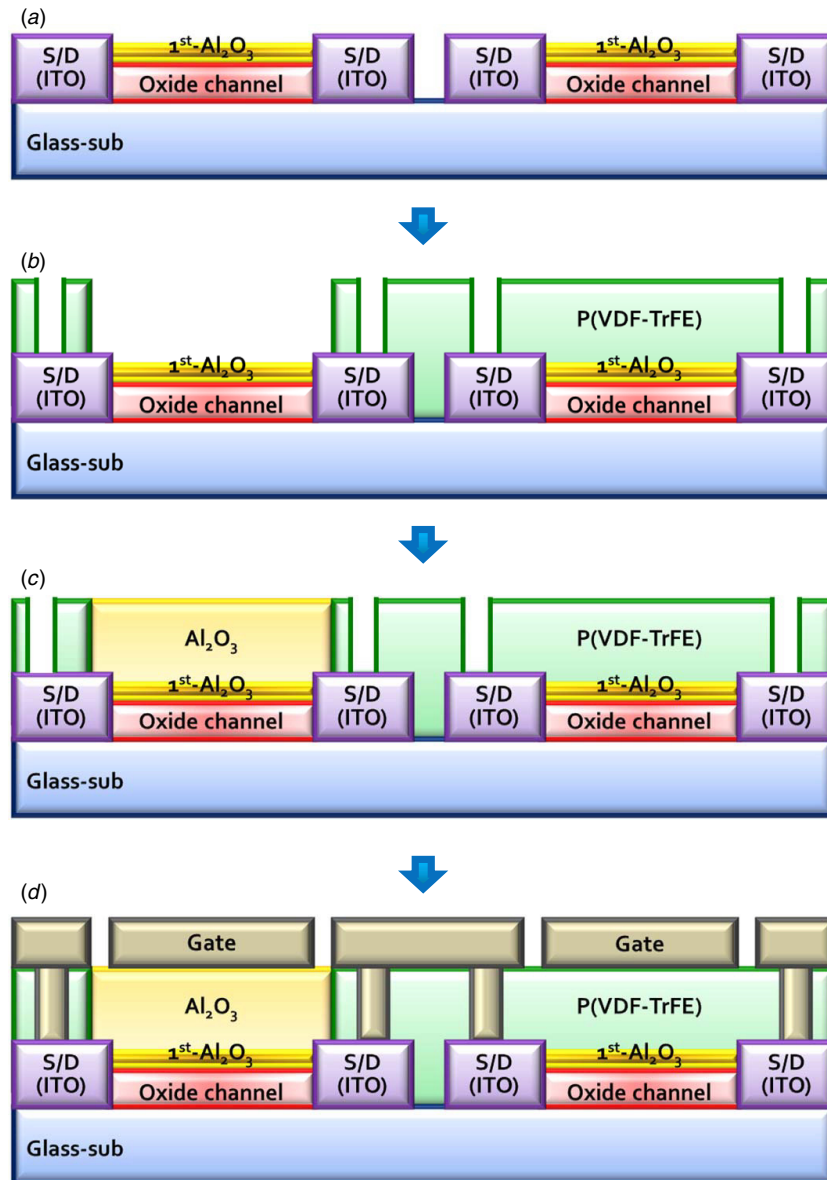 (a)
S/D
(ITO)
1st-Al2O3
Oxide channel
S/D
(ITO)
S/D
(ITO)
1st-Al2O3
Oxide channel
S/D
(ITO)
Glass-sub
(b)
P(VDF-TrFE)
S/D
(ITO)
1st-Al2O3
Oxide channel
S/D
(ITO)
S/D
(ITO)
1st-Al2O3
Oxide channel
S/D
(ITO)
Glass-sub
(c)
Al2O3
P(VDF-TrFE)
S/D
(ITO)
1st-Al2O3
Oxide channel
S/D
(ITO)
S/D
(ITO)
1st-Al2O3
Oxide channel
S/D
(ITO)
Glass-sub
(d)
Gate
Gate
Al2O3
P(VDF-TrFE)
S/D
(ITO)
1st-Al2O3
Oxide channel
S/D
(ITO)
S/D
(ITO)
1st-Al2O3
Oxide channel
S/D
(ITO)
Glass-sub